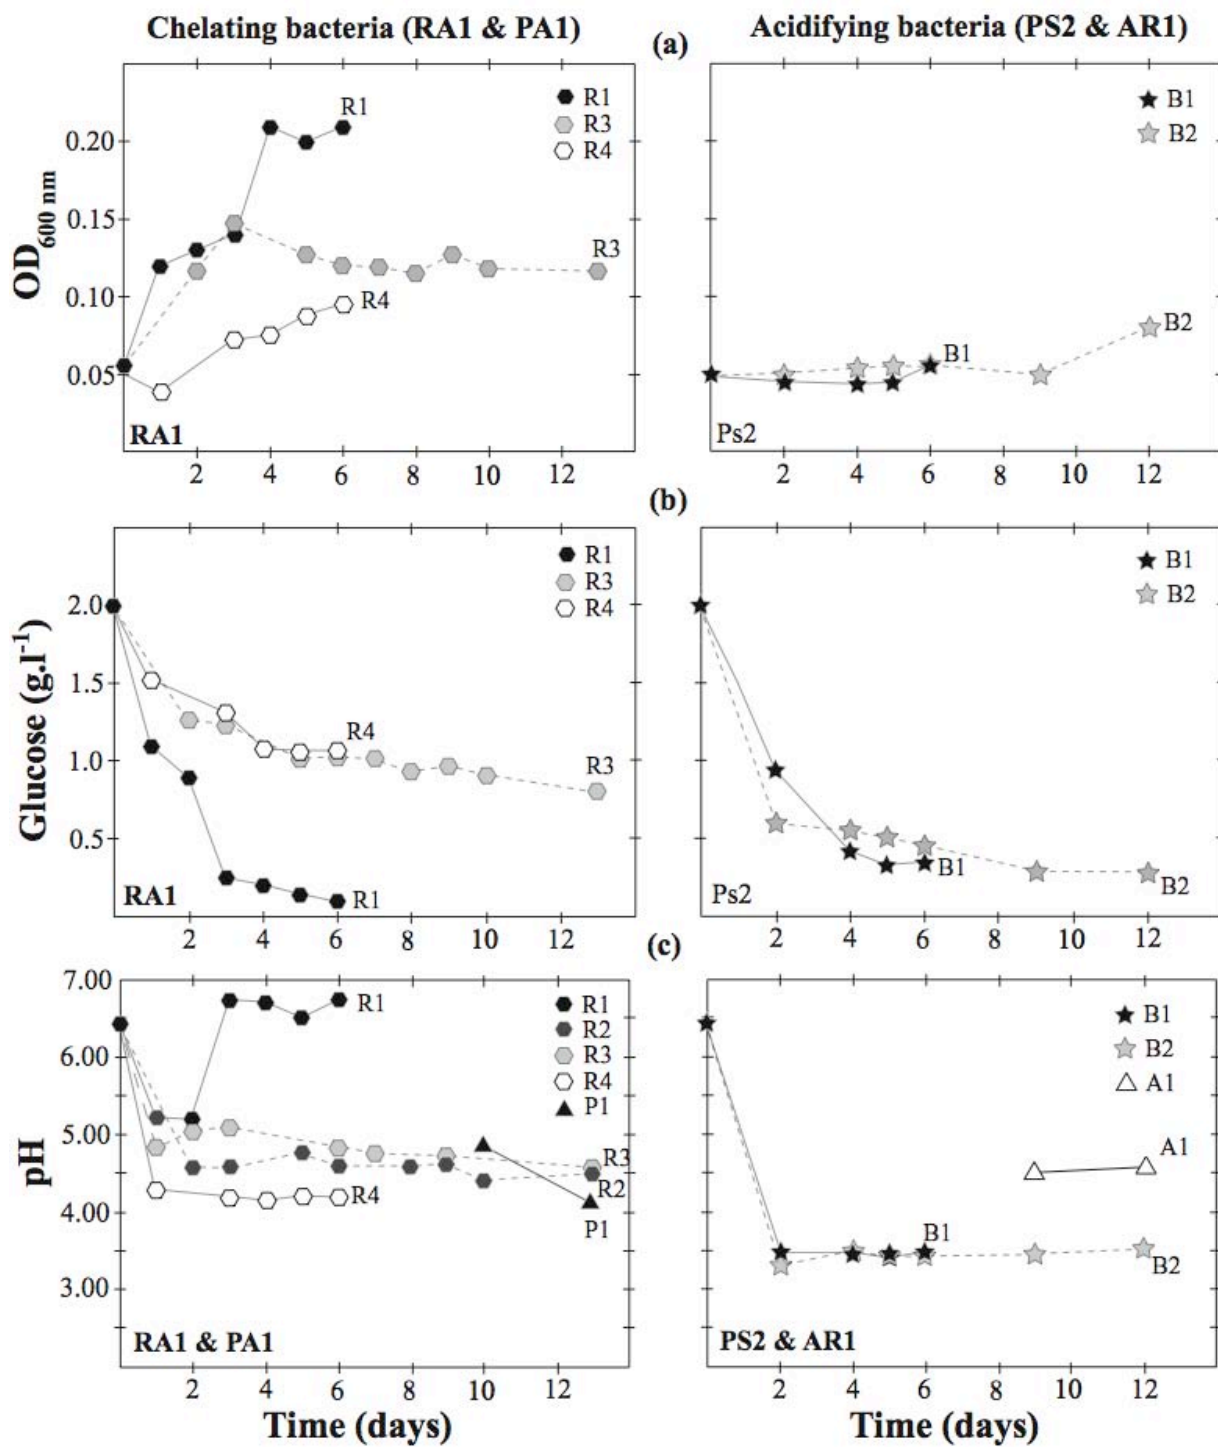 Chelating bacteria (RA1 & PA1)
Acidifying bacteria (PS2 & AR1)
(a)
OD600 nm
0.20
0.15
0.10
0.05
R1
R3
R4
R1
R3
R4
RA1
2 4 6 8 10 12
B1
B2
B1
B2
Ps2
2 4 6 8 10 12
(b)
Glucose (g.l-1)
2.0
1.5
1.0
0.5
R1
R3
R4
R4
R3
R1
RA1
2 4 6 8 10 12
B1
B2
B1
B2
Ps2
2 4 6 8 10 12
(c)
pH
7.00
6.00
5.00
4.00
3.00
R1
R2
R3
R4
P1
R1
R3
R2
R4
P1
RA1 & PA1
2 4 6 8 10 12
Time (days)
B1
B2
A1
A1
B1
B2
PS2 & AR1
2 4 6 8 10 12
Time (days)